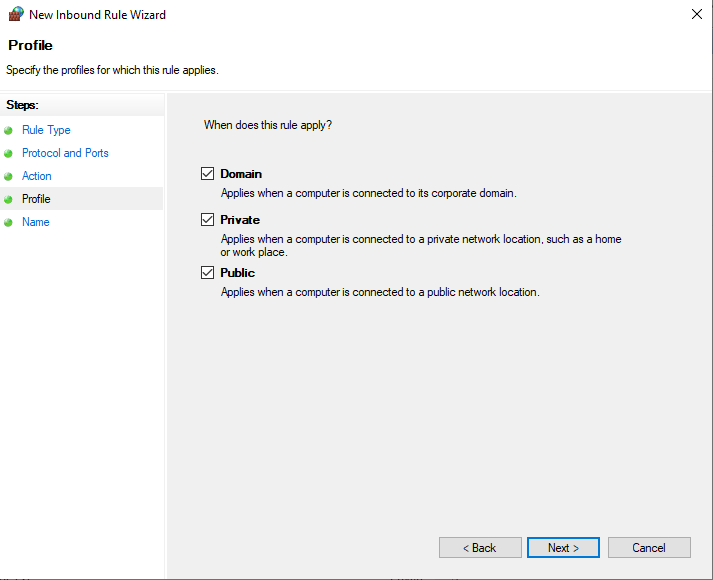 New Inbound Rule Wizard
Profile
Specify the profiles for which this rule applies.
Steps:
Rule Type
Protocol and Ports
Action
Profile
Name
When does this rule apply?
Domain
Applies when a computer is connected to its corporate domain.
Private
Applies when a computer is connected to a private network location, such as a home
or work place.
Public
Applies when a computer is connected to a public network location.
< Back
Next >
Cancel